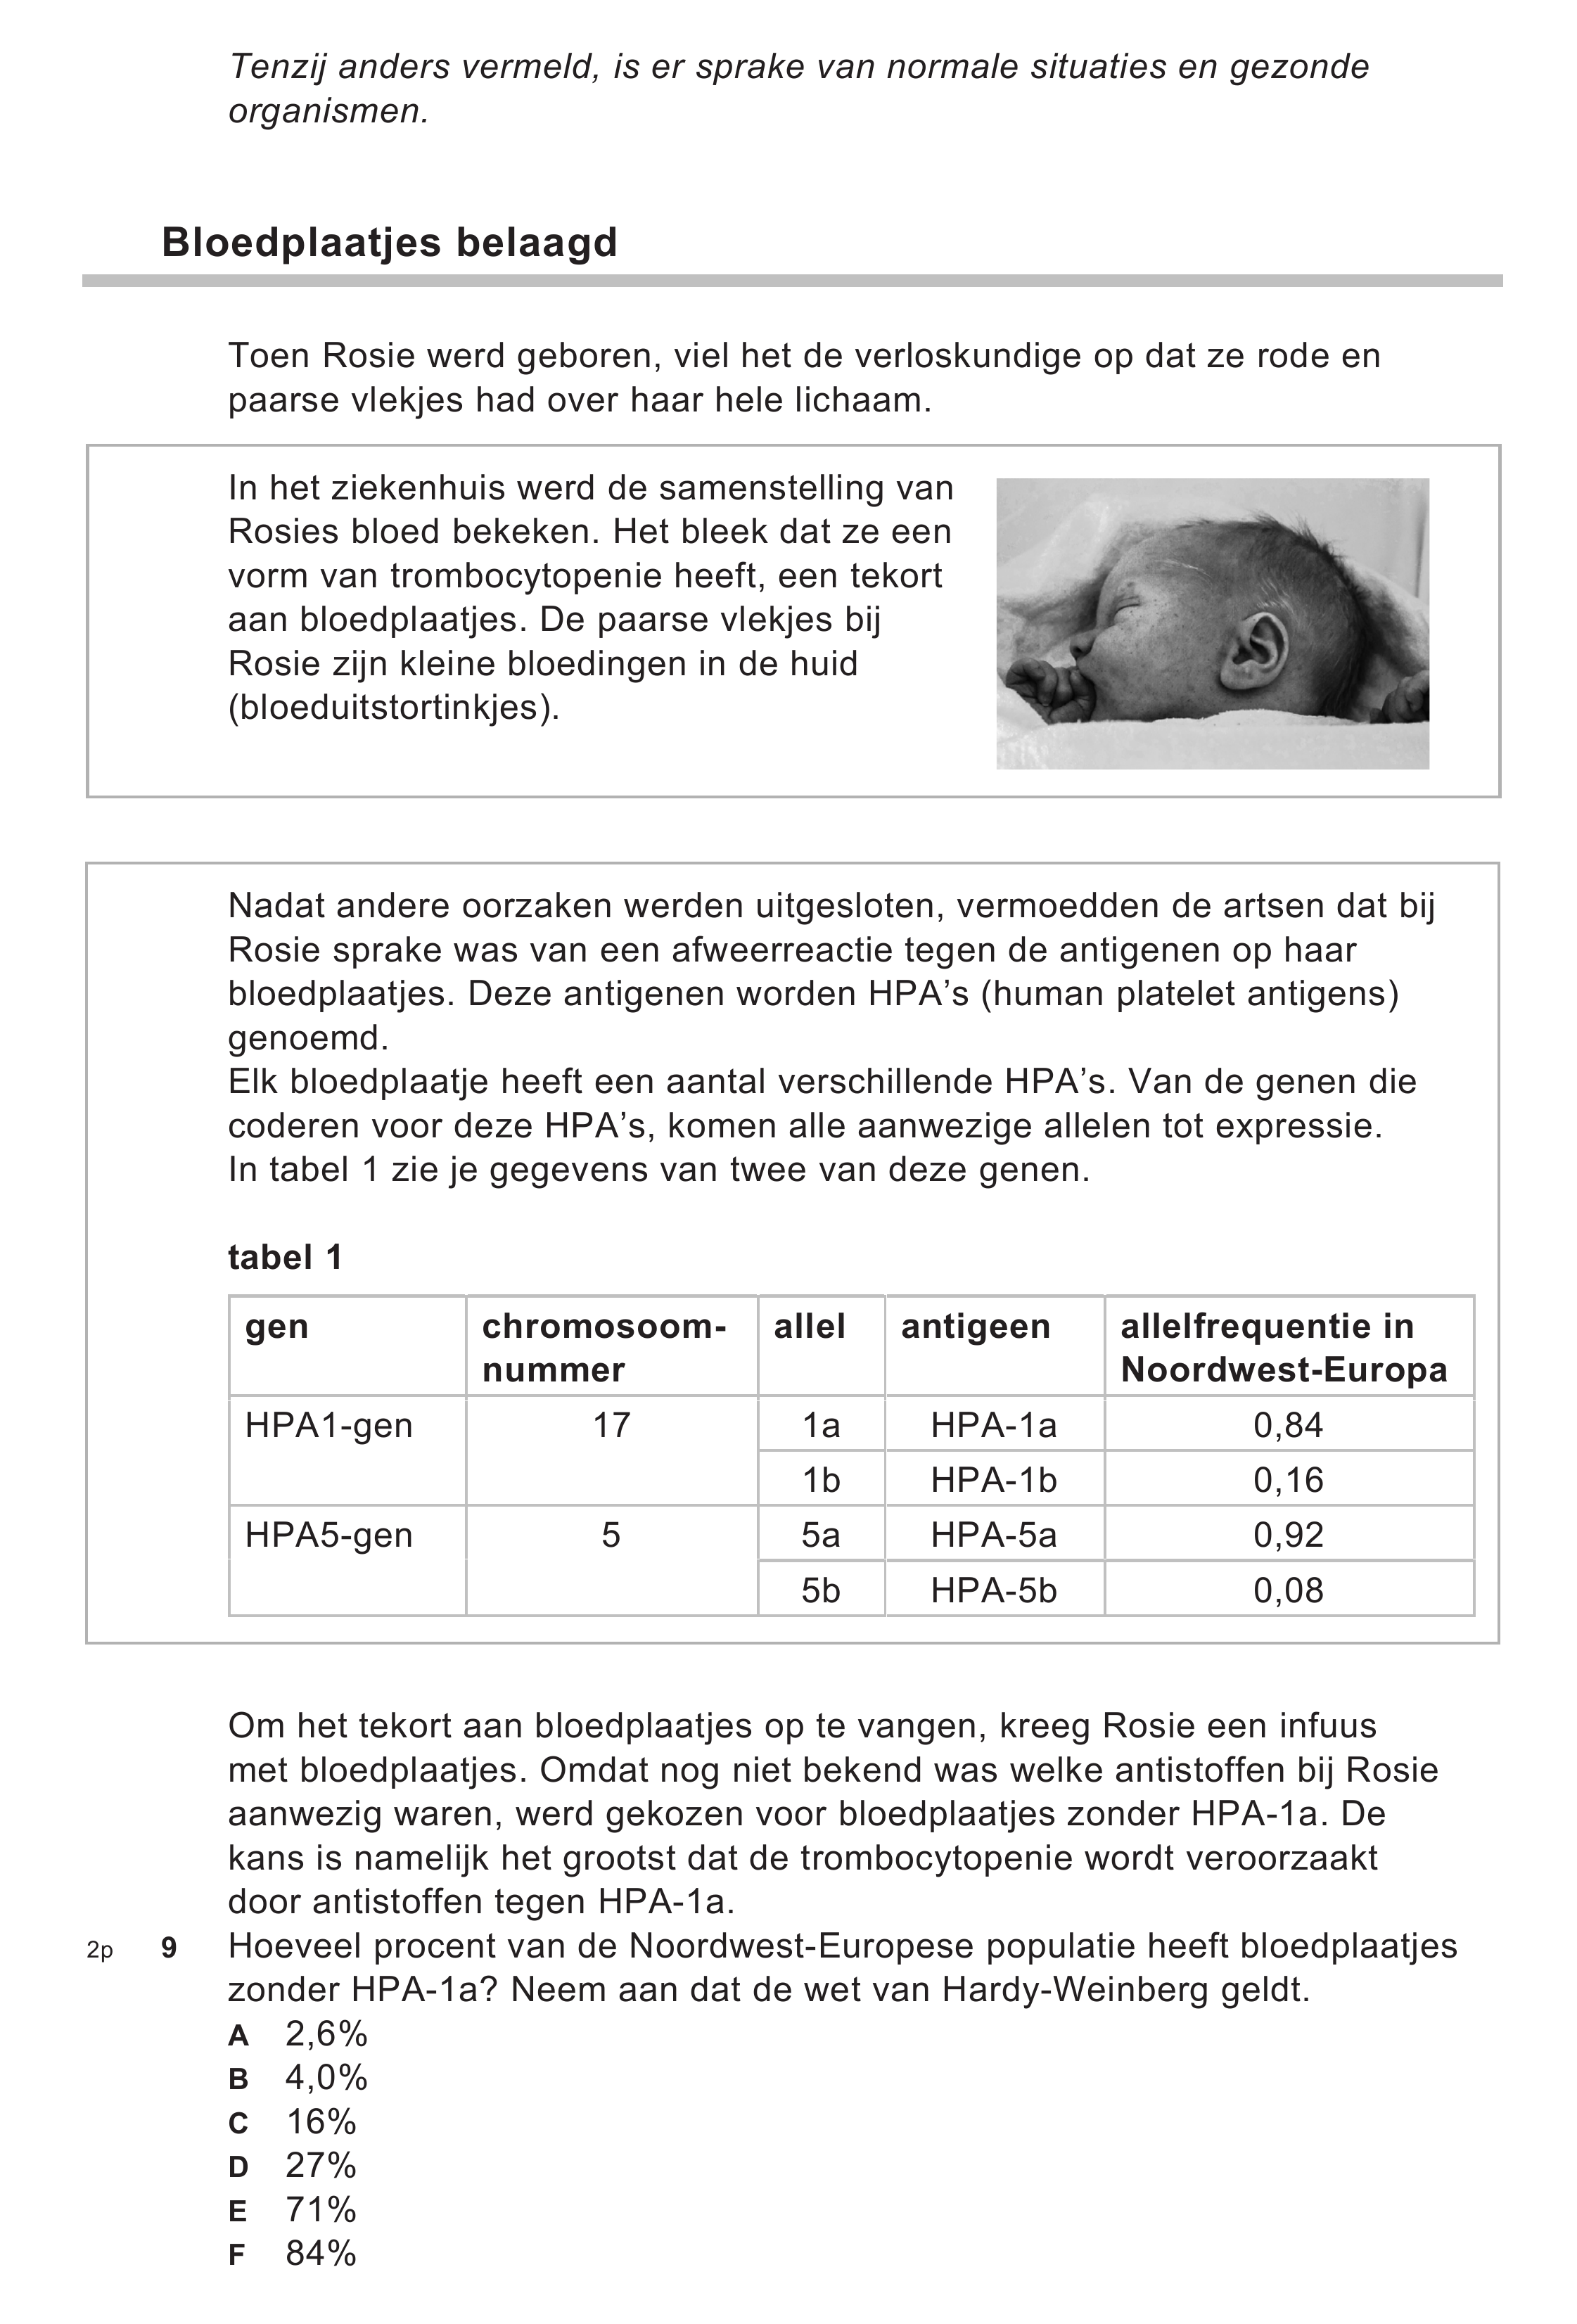 Tenzij anders vermeld, is er sprake van normale situaties en gezonde
organismen.
Bloedplaatjes belaagd
Toen Rosie werd geboren, viel het de verloskundige op dat ze rode en
paarse vlekjes had over haar hele lichaam.
In het ziekenhuis werd de samenstelling van
Rosies bloed bekeken. Het bleek dat ze een
vorm van trombocytopenie heeft, een tekort
aan bloedplaatjes. De paarse vlekjes bij
Rosie zijn kleine bloedingen in de huid
(bloeduitstortinkjes).
Nadat andere oorzaken werden uitgesloten, vermoedden de artsen dat bij
Rosie sprake was van een afweerreactie tegen de antigenen op haar
bloedplaatjes. Deze antigenen worden HPA's (human platelet antigens)
genoemd.
Elk bloedplaatje heeft een aantal verschillende HPA's. Van de genen die
coderen voor deze HPA's, komen alle aanwezige allelen tot expressie.
In tabel 1 zie je gegevens van twee van deze genen.
tabel 1
gen chromosoom- allel antigeen allelfrequentie in
nummer Noordwest-Europa
HPA1-gen 17 1a HPA-1a 0,84
1b HPA-1b 0,16
HPA5-gen 5 5a HPA-5a 0,92
5b HPA-5b 0,08
Om het tekort aan bloedplaatjes op te vangen, kreeg Rosie een infuus
met bloedplaatjes. Omdat nog niet bekend was welke antistoffen bij Rosie
aanwezig waren, werd gekozen voor bloedplaatjes zonder HPA-1a. De
kans is namelijk het grootst dat de trombocytopenie wordt veroorzaakt
door antistoffen tegen HPA-1a.
2p 9 Hoeveel procent van de Noordwest-Europese populatie heeft bloedplaatjes
zonder HPA-1a? Neem aan dat de wet van Hardy-Weinberg geldt.
A 2,6%
B 4,0%
C 16%
D 27%
E 71%
F 84%